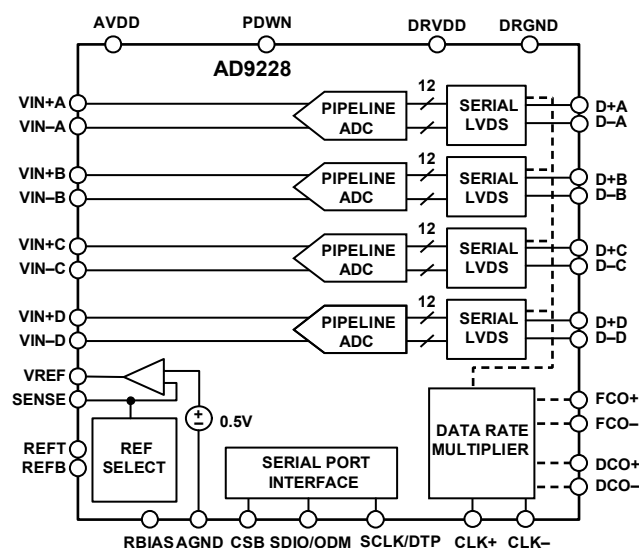 AVDD PDWN DRVDD DRGND
AD9228
VIN+A
VIN–A
PIPELINE
ADC
12
SERIAL
LVDS
D+A
D–A
VIN+B
VIN–B
PIPELINE
ADC
12
SERIAL
LVDS
D+B
D–B
VIN+C
VIN–C
PIPELINE
ADC
12
SERIAL
LVDS
D+C
D–C
VIN+D
VIN–D
PIPELINE
ADC
12
SERIAL
LVDS
D+D
D–D
VREF
SENSE
+
–
0.5V
REFT
REFB
REF
SELECT
SERIAL PORT
INTERFACE
DATA RATE
MULTIPLIER
FCO+
FCO–
DCO+
DCO–
RBIAS AGND CSB SDIO/ODM SCLK/DTP CLK+ CLK–